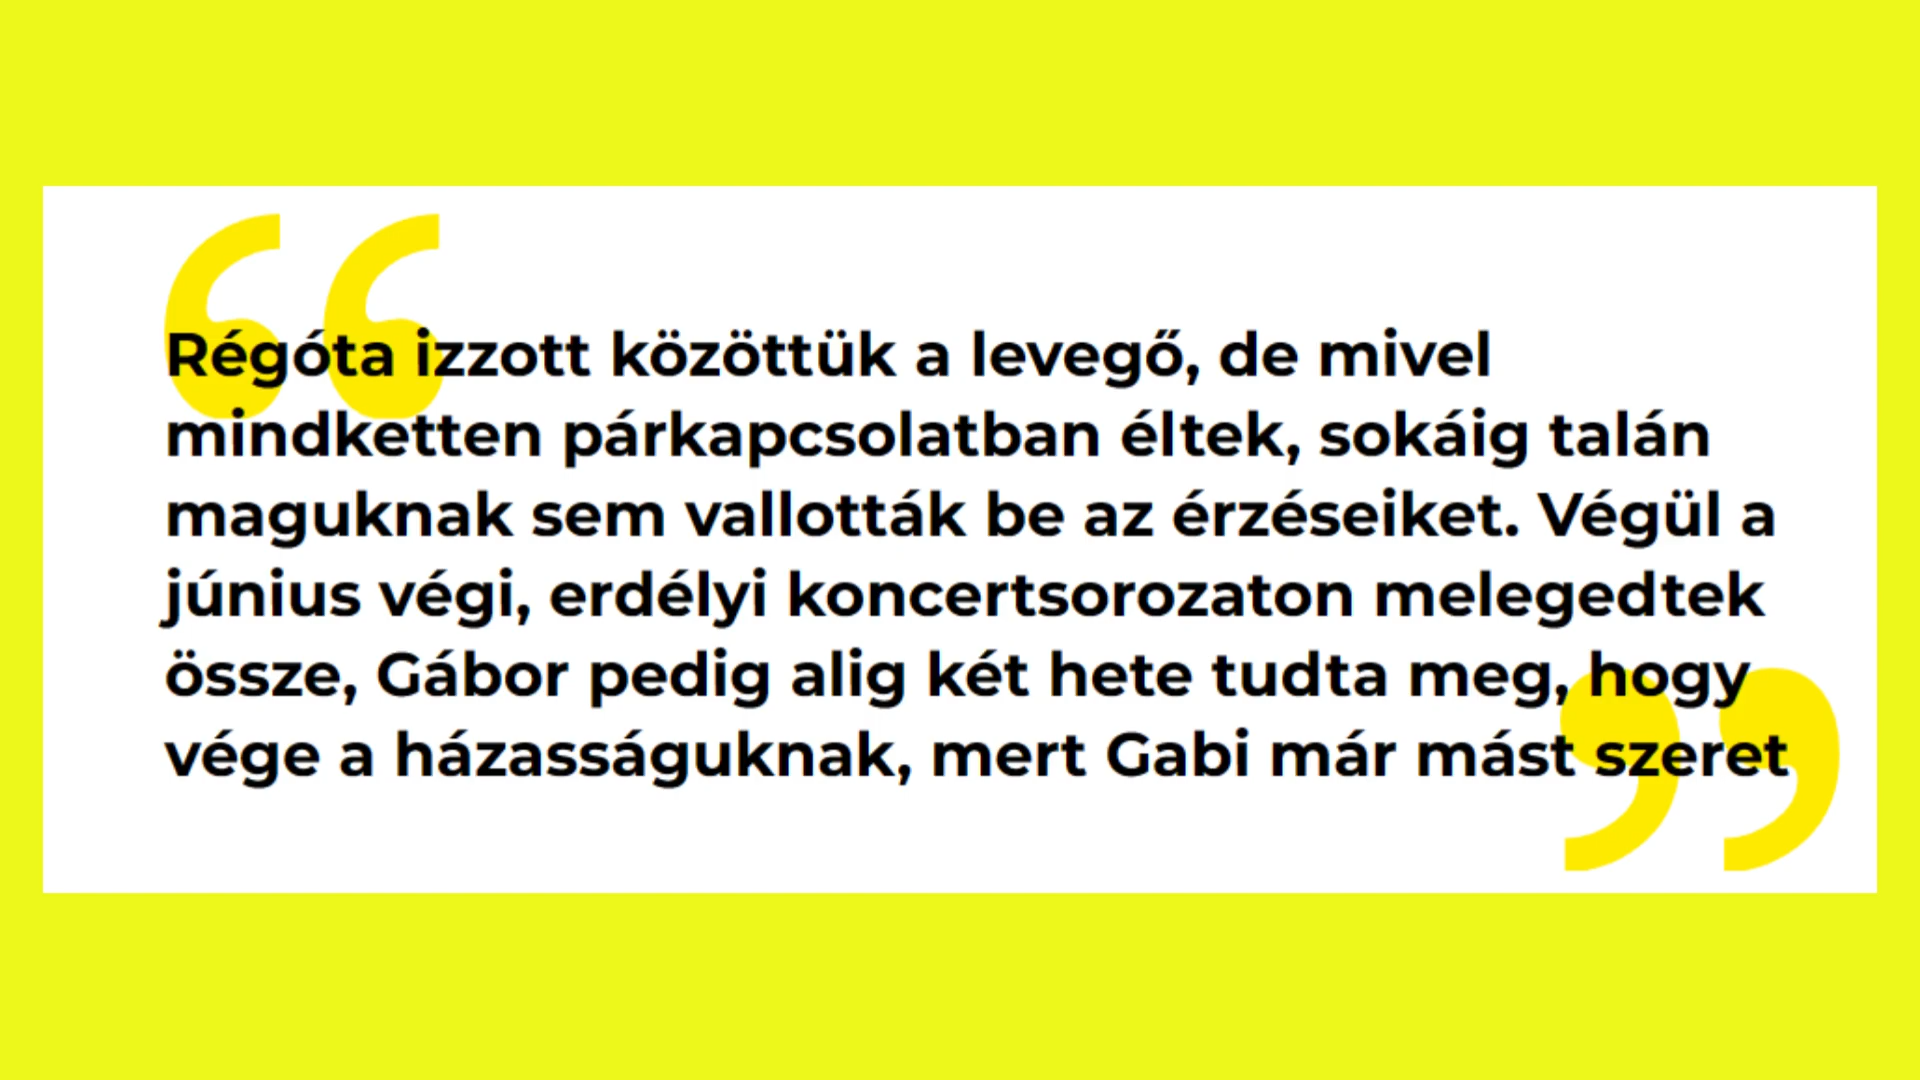 Régóta izzott közöttük a levegő, de mivel
mindketten párkapcsolatban éltek, sokáig talán
maguknak sem vallották be az érzéseiket. Végül a
június végi, erdélyi koncertsorozaton melegedtek
össze, Gábor pedig alig két hete tudta meg, hogy
vége a házasságuknak, mert Gabi már mást szeret